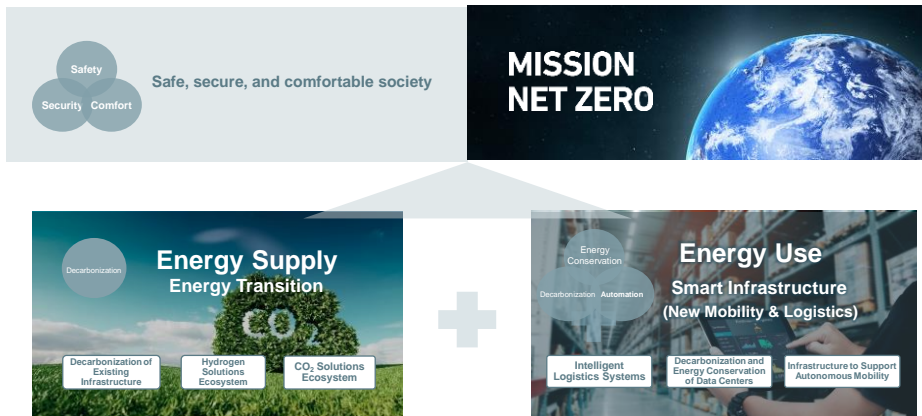 Safety
Security
Comfort
Safe, secure, and comfortable society
MISSION
NET ZERO
Decarbonization
Energy Supply
Energy Transition
CO2
Decarbonization of
Existing
Infrastructure
Hydrogen
Solutions
Ecosystem
CO₂ Solutions
Ecosystem
Energy
Conservation
Decarbonization
Automation
Energy Use
Smart Infrastructure
(New Mobility & Logistics)
Intelligent
Logistics Systems
Decarbonization and
Energy Conservation
of Data Centers
Infrastructure to Support
Autonomous Mobility